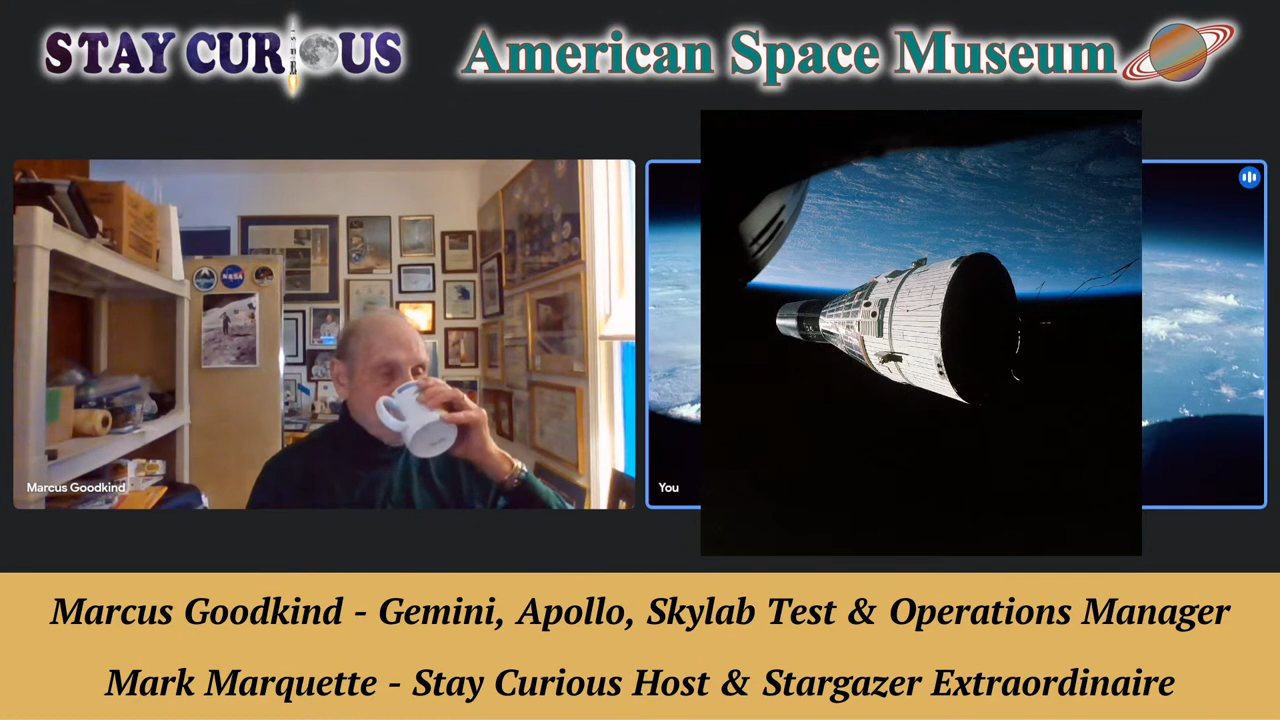 STAY CURIOUS
American Space Museum
NASA
Marcus Goodkind
You
Marcus Goodkind - Gemini, Apollo, Skylab Test & Operations Manager
Mark Marquette - Stay Curious Host & Stargazer Extraordinaire